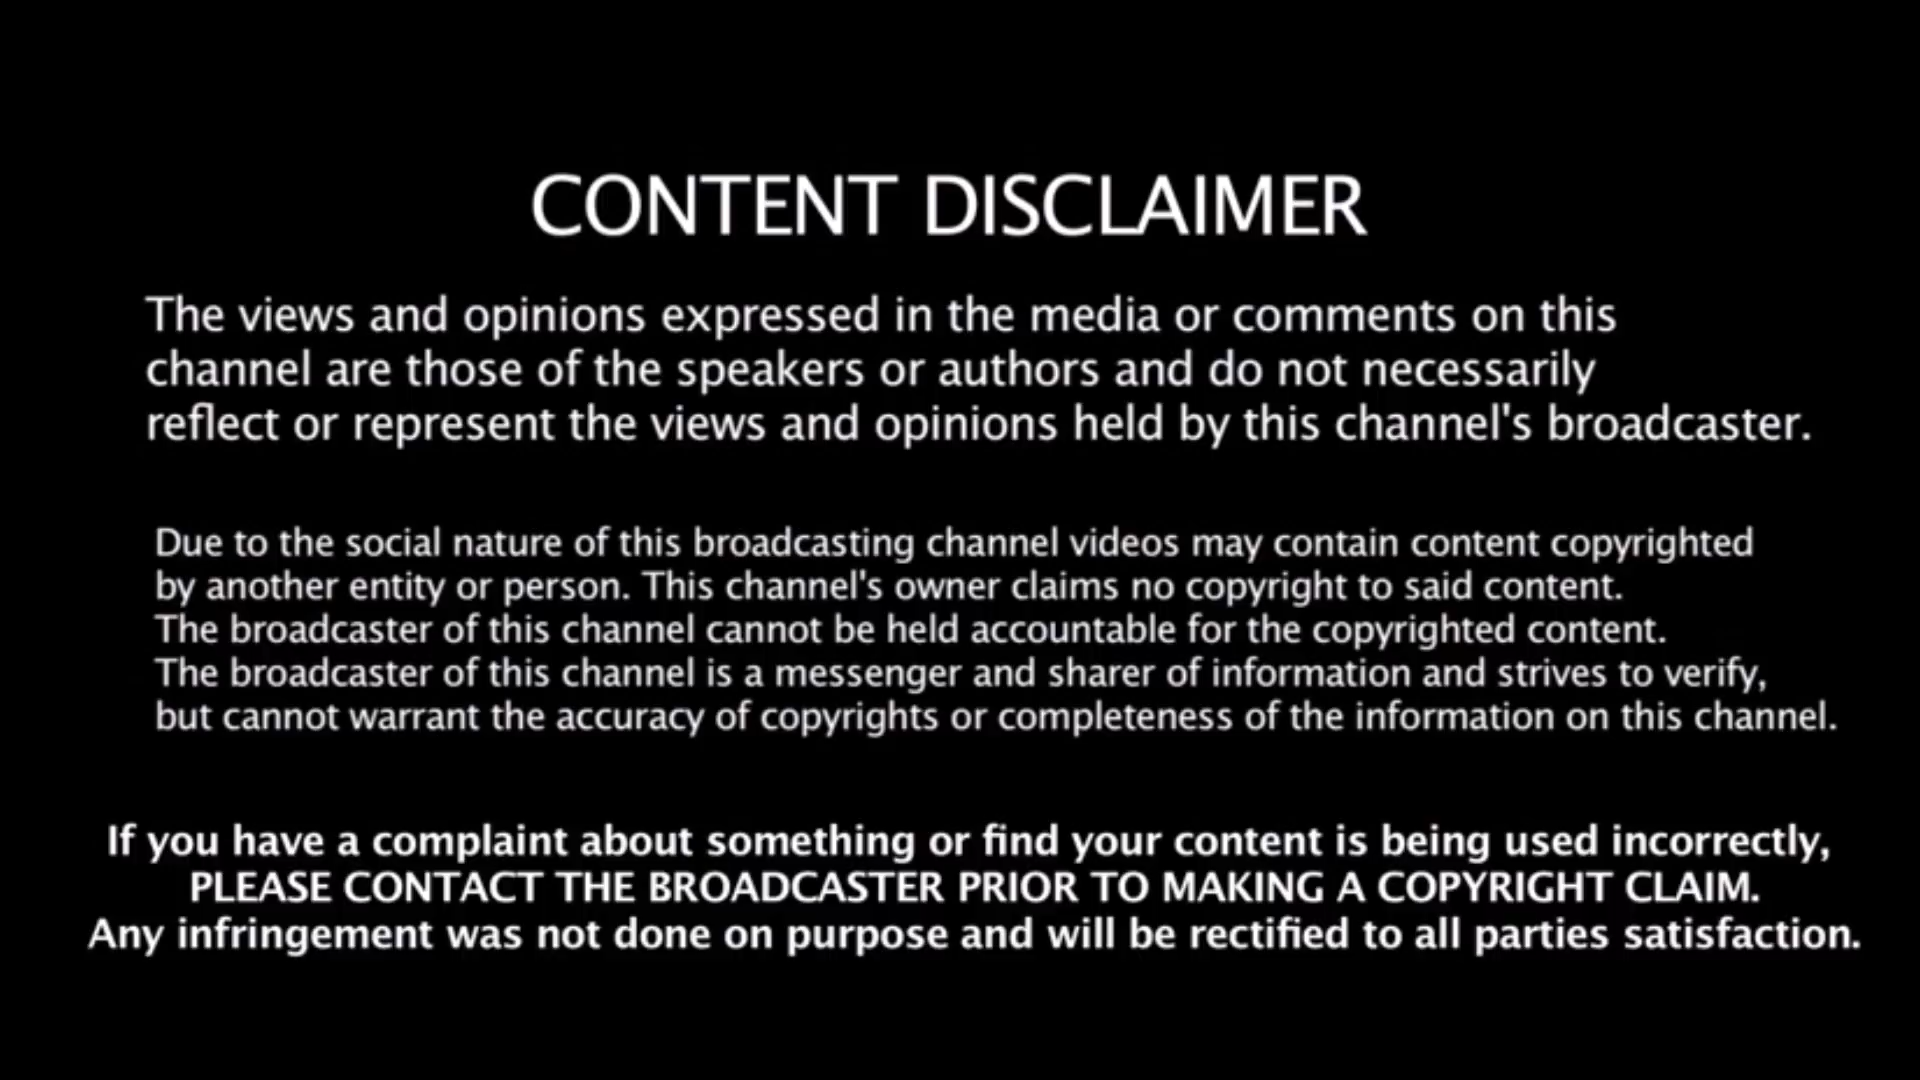 CONTENT DISCLAIMER
The views and opinions expressed in the media or comments on this
channel are those of the speakers or authors and do not necessarily
reflect or represent the views and opinions held by this channel's broadcaster.
Due to the social nature of this broadcasting channel videos may contain content copyrighted
by another entity or person. This channel's owner claims no copyright to said content.
The broadcaster of this channel cannot be held accountable for the copyrighted content.
The broadcaster of this channel is a messenger and sharer of information and strives to verify,
but cannot warrant the accuracy of copyrights or completeness of the information on this channel.
If you have a complaint about something or find your content is being used incorrectly,
PLEASE CONTACT THE BROADCASTER PRIOR TO MAKING A COPYRIGHT CLAIM.
Any infringement was not done on purpose and will be rectified to all parties satisfaction.